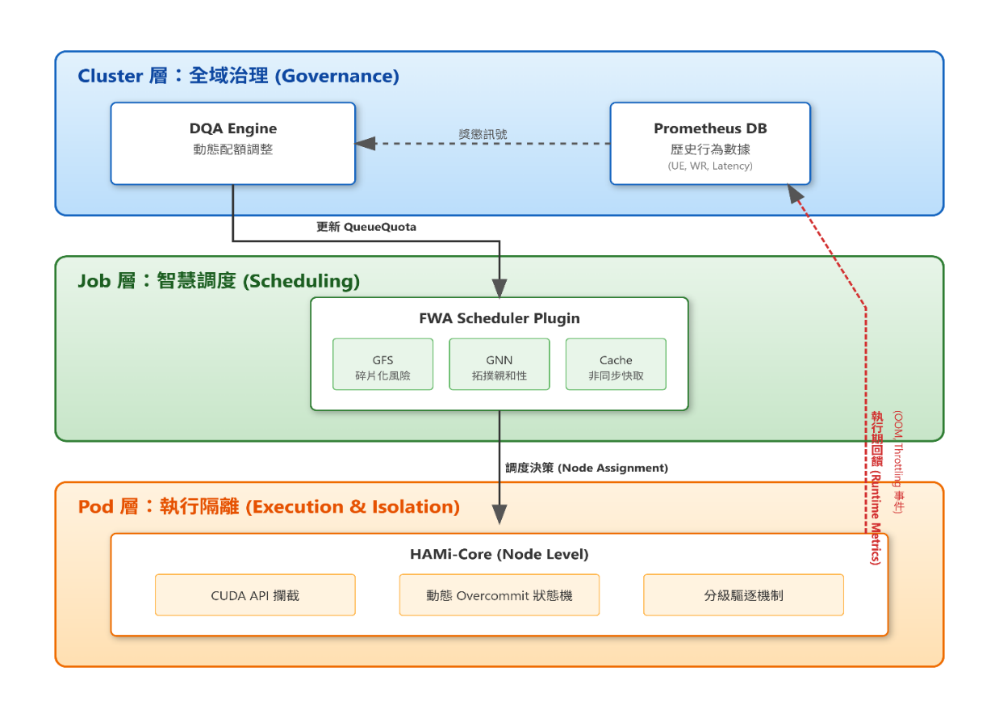 Cluster 層：全域治理 (Governance)
DQA Engine
動態配額調整
獎懲訊號
Prometheus DB
歷史行為數據
(UE, WR, Latency)
更新 QueueQuota
Job 層：智慧調度 (Scheduling)
FWA Scheduler Plugin
GFS
碎片化風險
GNN
拓撲親和性
Cache
非同步快取
執行期回饋 (Runtime Metrics)
(OOM, Throttling 事件)
調度決策 (Node Assignment)
Pod 層：執行隔離 (Execution & Isolation)
HAMi-Core (Node Level)
CUDA API 攔截
動態 Overcommit 狀態機
分級驅逐機制